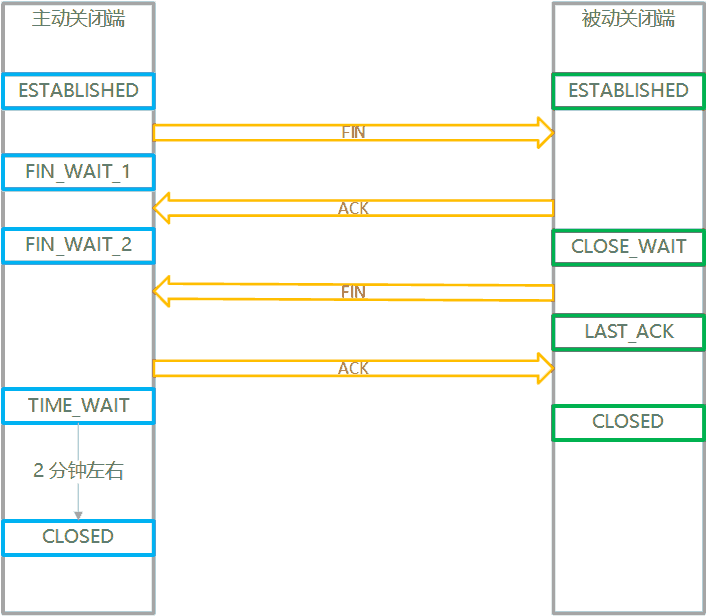 主动关闭端
被动关闭端
ESTABLISHED
ESTABLISHED
FIN
FIN_WAIT_1
ACK
FIN_WAIT_2
CLOSE_WAIT
FIN
LAST_ACK
ACK
TIME_WAIT
CLOSED
2 分钟左右
CLOSED